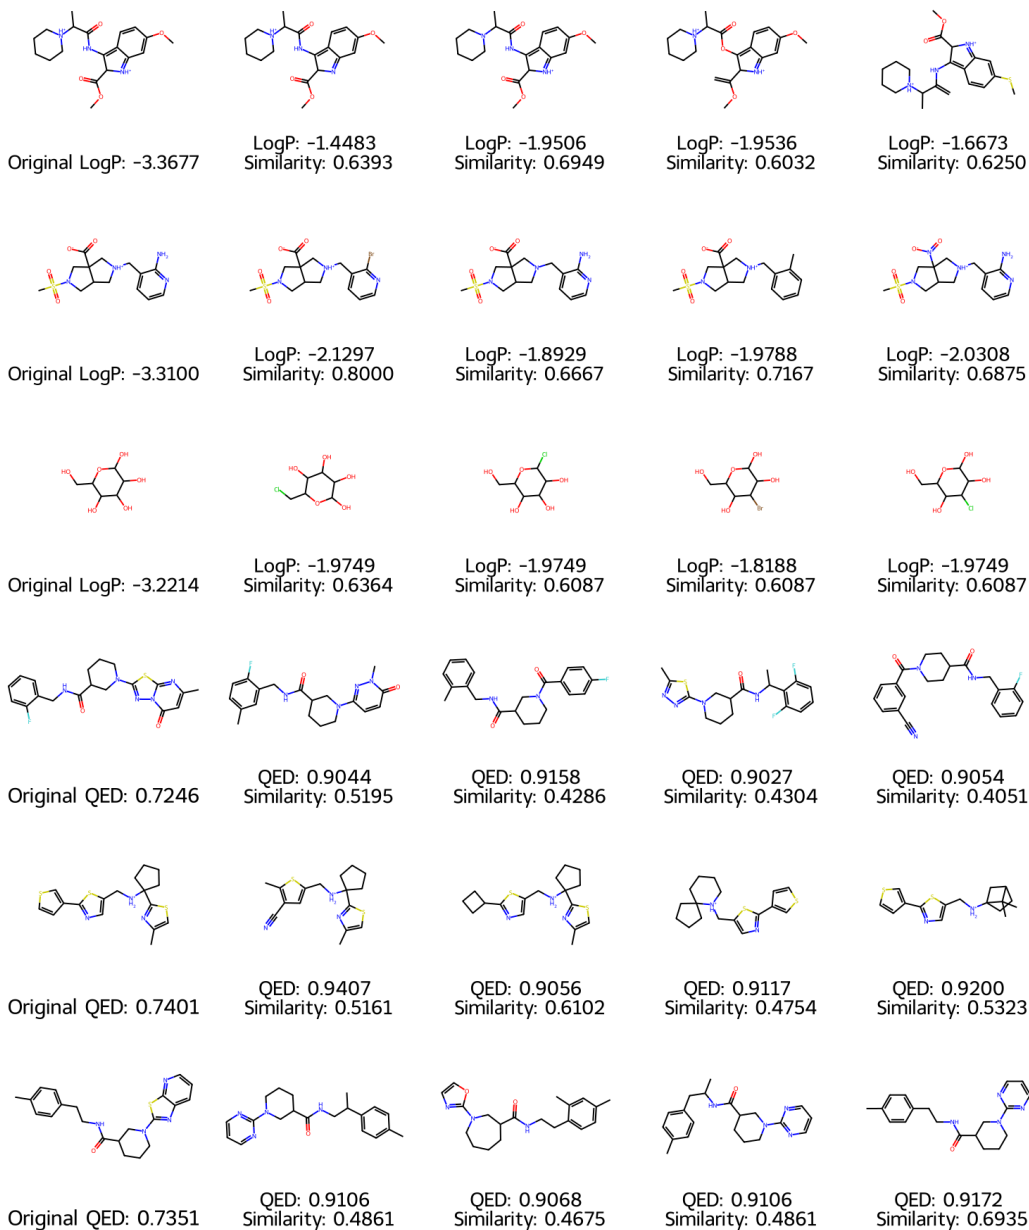 Original LogP: -3.3677
LogP: -1.4483
Similarity: 0.6393
LogP: -1.9506
Similarity: 0.6949
LogP: -1.9536
Similarity: 0.6032
LogP: -1.6673
Similarity: 0.6250
Original LogP: -3.3100
LogP: -2.1297
Similarity: 0.8000
LogP: -1.8929
Similarity: 0.6667
LogP: -1.9788
Similarity: 0.7167
LogP: -2.0308
Similarity: 0.6875
Original LogP: -3.2214
LogP: -1.9749
Similarity: 0.6364
LogP: -1.9749
Similarity: 0.6087
LogP: -1.8188
Similarity: 0.6087
LogP: -1.9749
Similarity: 0.6087
Original QED: 0.7246
QED: 0.9044
Similarity: 0.5195
QED: 0.9158
Similarity: 0.4286
QED: 0.9027
Similarity: 0.4304
QED: 0.9054
Similarity: 0.4051
Original QED: 0.7401
QED: 0.9407
Similarity: 0.5161
QED: 0.9056
Similarity: 0.6102
QED: 0.9117
Similarity: 0.4754
QED: 0.9200
Similarity: 0.5323
Original QED: 0.7351
QED: 0.9106
Similarity: 0.4861
QED: 0.9068
Similarity: 0.4675
QED: 0.9106
Similarity: 0.4861
QED: 0.9172
Similarity: 0.6935